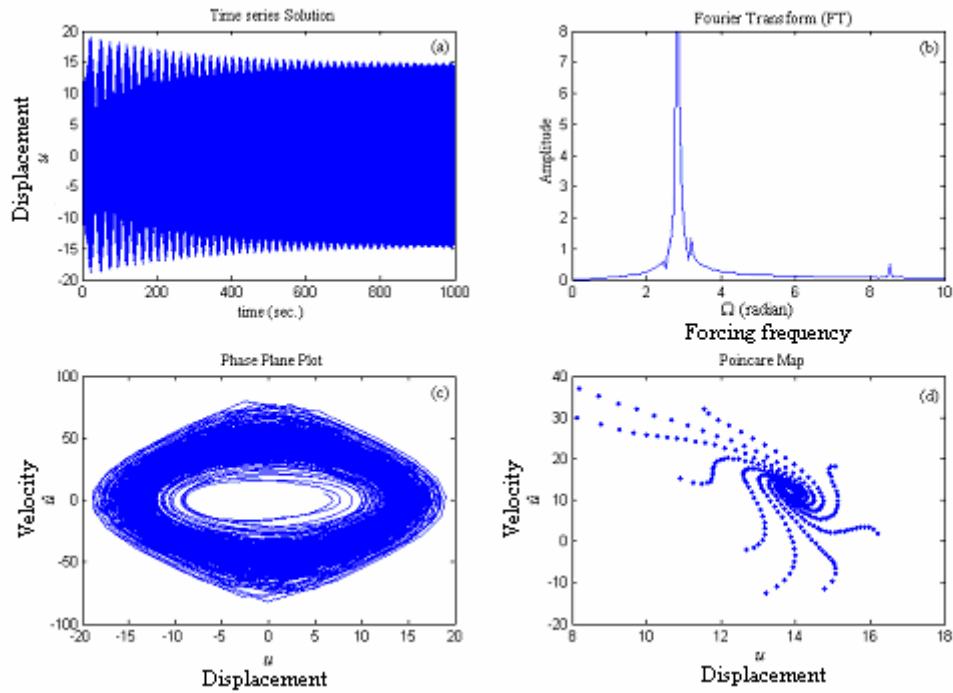 Time series Solution
(a)
20
15
10
5
0
-5
-10
-15
-20
Displacement
u
0 200 400 600 800 1000
time (sec.)
Fourier Transform (FT)
(b)
8
7
6
5
4
3
2
1
0
Amplitude
0 2 4 6 8 10
Ω (radian)
Forcing frequency
Phase Plane Plot
(c)
100
50
0
-50
-100
Velocity
u̇
-20 -15 -10 -5 0 5 10 15 20
u
Displacement
Poincare Map
(d)
40
30
20
10
0
-10
-20
Velocity
u̇
8 10 12 14 16 18
u
Displacement